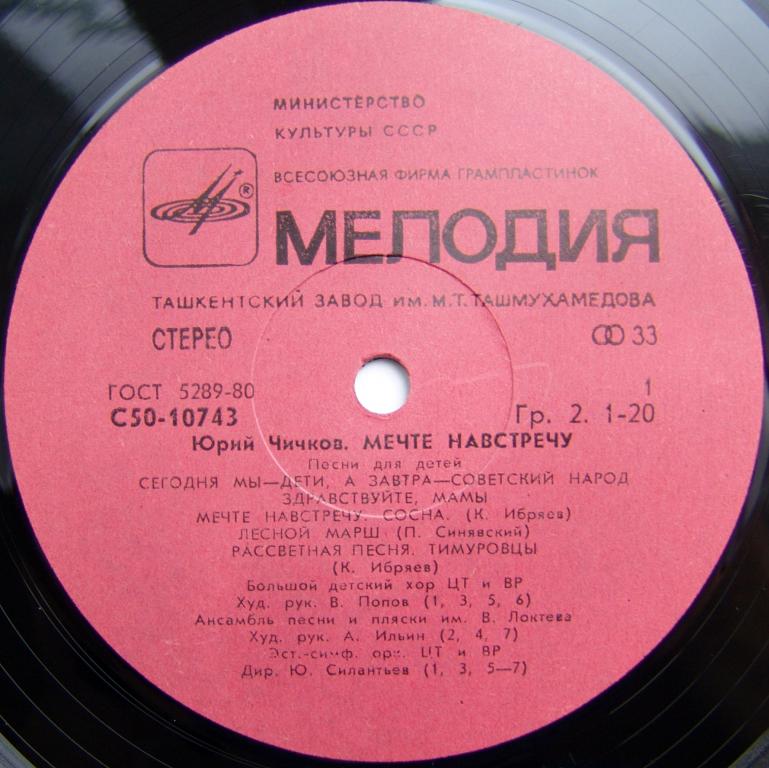 МИНИСТЕРСТВО
КУЛЬТУРЫ СССР
ВСЕСОЮЗНАЯ ФИРМА ГРАМПЛАСТИНОК
®
МЕЛОДИЯ
ТАШКЕНТСКИЙ ЗАВОД ИМ. М. Т. ТАШМУХАМЕДОВА
СТЕРЕО 33
ГОСТ 5289-80 1
С50-10743 Гр. 2. 1-20
Юрий Чичков. МЕЧТЕ НАВСТРЕЧУ
Песни для детей
СЕГОДНЯ МЫ—ДЕТИ, А ЗАВТРА—СОВЕТСКИЙ НАРОД
ЗДРАВСТВУЙТЕ, МАМЫ
МЕЧТЕ НАВСТРЕЧУ. СОСНА. (К. Ибряев)
ЛЕСНОЙ МАРШ (П. Синявский)
РАССВЕТНАЯ ПЕСНЯ. ТИМУРОВЦЫ
(К. Ибряев)
Большой детский хор ЦТ и ВР
Худ. рук. В. Попов (1, 3, 5, 6)
Ансамбль песни и пляски им. В. Локтева
Худ. рук. А. Ильин (2, 4, 7)
Эст.-симф. орк. ЦТ и ВР
Дир. Ю. Силантьев (1, 3, 5—7)